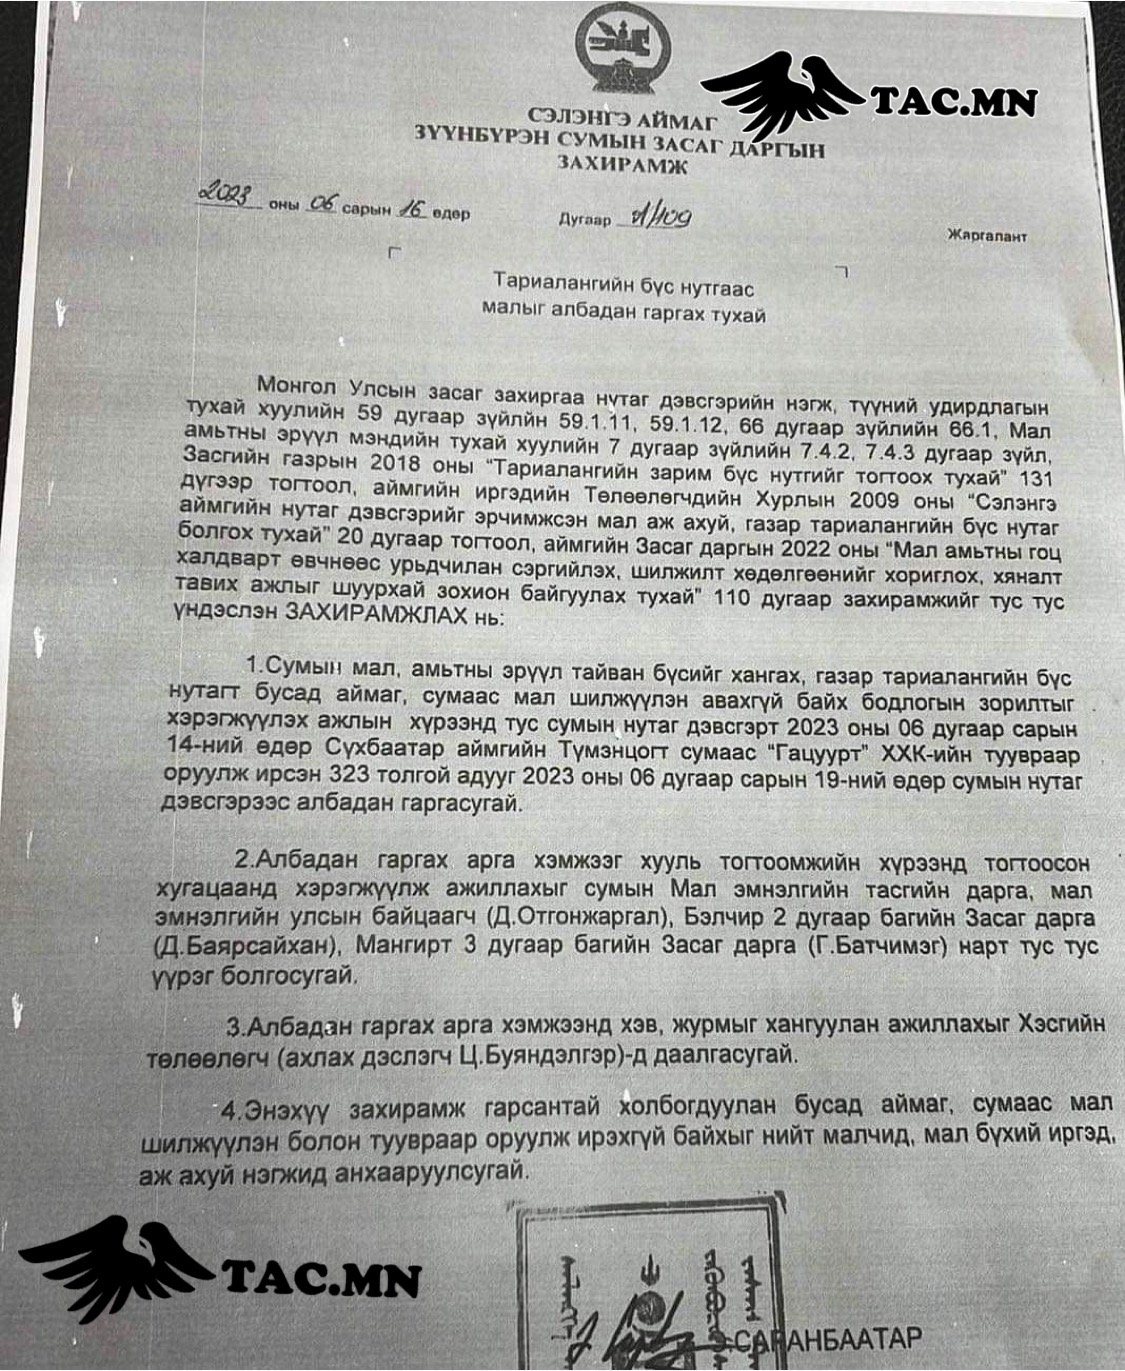 TAC.MN
СЭЛЭНГЭ АЙМАГ
ЗҮҮНБҮРЭН СУМЫН ЗАСАГ ДАРГЫН
ЗАХИРАМЖ
2023 оны 06 сарын 16 өдөр Дугаар А/109 Жаргалант
Тариалангийн бүс нутгаас
малыг албадан гаргах тухай
Монгол Улсын засаг захиргаа нутаг дэвсгэрийн нэгж, түүний удирдлагын
тухай хуулийн 59 дугаар зүйлйн 59.1.11, 59.1.12, 66 дугаар зүйлийн 66.1, Мал
амьтны эрүүл мэндийн тухай хуулийн 7 дугаар зүйлийн 7.4.2, 7.4.3 дугаар зүйл,
Засгийн газрын 2018 оны “Тариалангийн зарим бүс нутгийг тогтоох тухай” 131
дүгээр тогтоол, аймгийн иргэдийн Төлөөлөгчдийн Хурлын 2009 оны “Сэлэнгэ
аймгийн нутаг дэвсгэрийг эрчимжсэн мал аж ахуй, газар тариалангийн бүс нутаг
болгох тухай” 20 дугаар тогтоол, аймгийн Засаг даргын 2022 оны “Мал амьтны гоц
халдварт өвчнөөс урьдчилан сэргийлэх, шилжилт хөдөлгөөнийг хориглох, хяналт
тавих ажлыг шуурхай зохион байгуулах тухай” 110 дугаар захирамжийг тус тус
үндэслэн ЗАХИРАМЖЛАХ нь:
1.Сумын мал, амьтны эрүүл тайван бүсийг хангах, газар тариалангийн бүс
нутагт бусад аймаг, сумаас мал шилжүүлэн авахгүй байх бодлогын зорилтыг
хэрэгжүүлэх ажлын хүрээнд тус сумын нутаг дэвсгэрт 2023 оны 06 дугаар сарын
14-ний өдөр Сүхбаатар аймгийн Түмэнцогт сумаас “Гацуурт” ХХК-ийн туувраар
оруулж ирсэн 323 толгой адууг 2023 оны 06 дугаар сарын 19-ний өдөр сумын нутаг
дэвсгэрээс албадан гаргасугай.
2.Албадан гаргах арга хэмжээг хууль тогтоомжийн хүрээнд тогтоосон
хугацаанд хэрэгжүүлж ажиллахыг сумын Мал эмнэлгийн тасгийн дарга, мал
эмнэлгийн улсын байцаагч (Д.Отгонжаргал), Бэлчир 2 дугаар багийн Засаг дарга
(Д.Баярсайхан), Мангирт 3 дугаар багийн Засаг дарга (Г.Батчимэг) нарт тус тус
үүрэг болгосугай.
3.Албадан гаргах арга хэмжээнд хэв, журмыг хангуулан ажиллахыг Хэсгийн
төлөөлөгч (ахлах дэслэгч Ц.Буяндэлгэр)-д даалгасугай.
4.Энэхүү захирамж гарсантай холбогдуулан бусад аймаг, сумаас мал
шилжүүлэн болон туувраар оруулж ирэхгүй байхыг нийт малчид, мал бүхий иргэд,
аж ахуй нэгжид анхааруулсугай.
TAC.MN
САРАНБААТАР